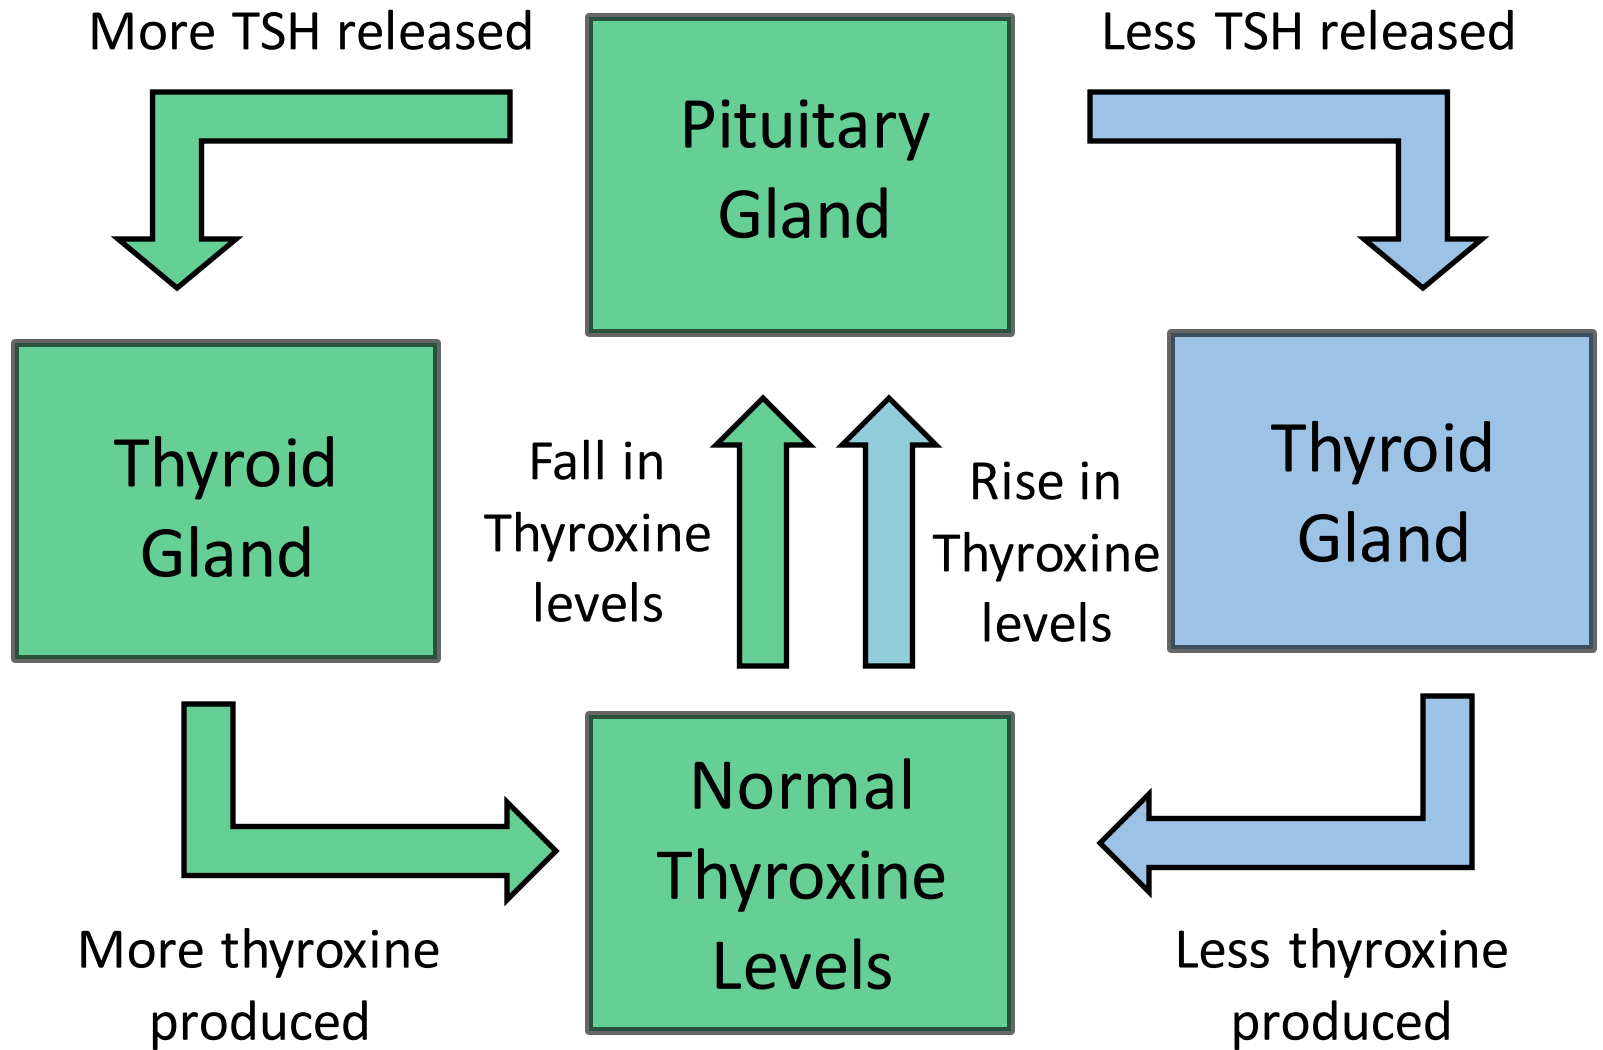 More TSH released
Less TSH released
Pituitary
Gland
Thyroid
Gland
Fall in
Thyroxine
levels
Rise in
Thyroxine
levels
Thyroid
Gland
Normal
Thyroxine
Levels
More thyroxine
produced
Less thyroxine
produced